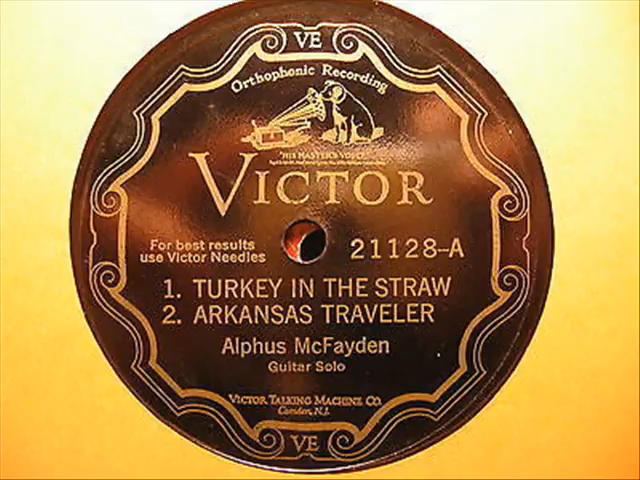 VE
Orthophonic Recording
"HIS MASTER'S VOICE"
VICTOR
For best results
use Victor Needles
21128-A
1. TURKEY IN THE STRAW
2. ARKANSAS TRAVELER
Alphus McFayden
Guitar Solo
VICTOR TALKING MACHINE CO.
Camden, N.J.
VE